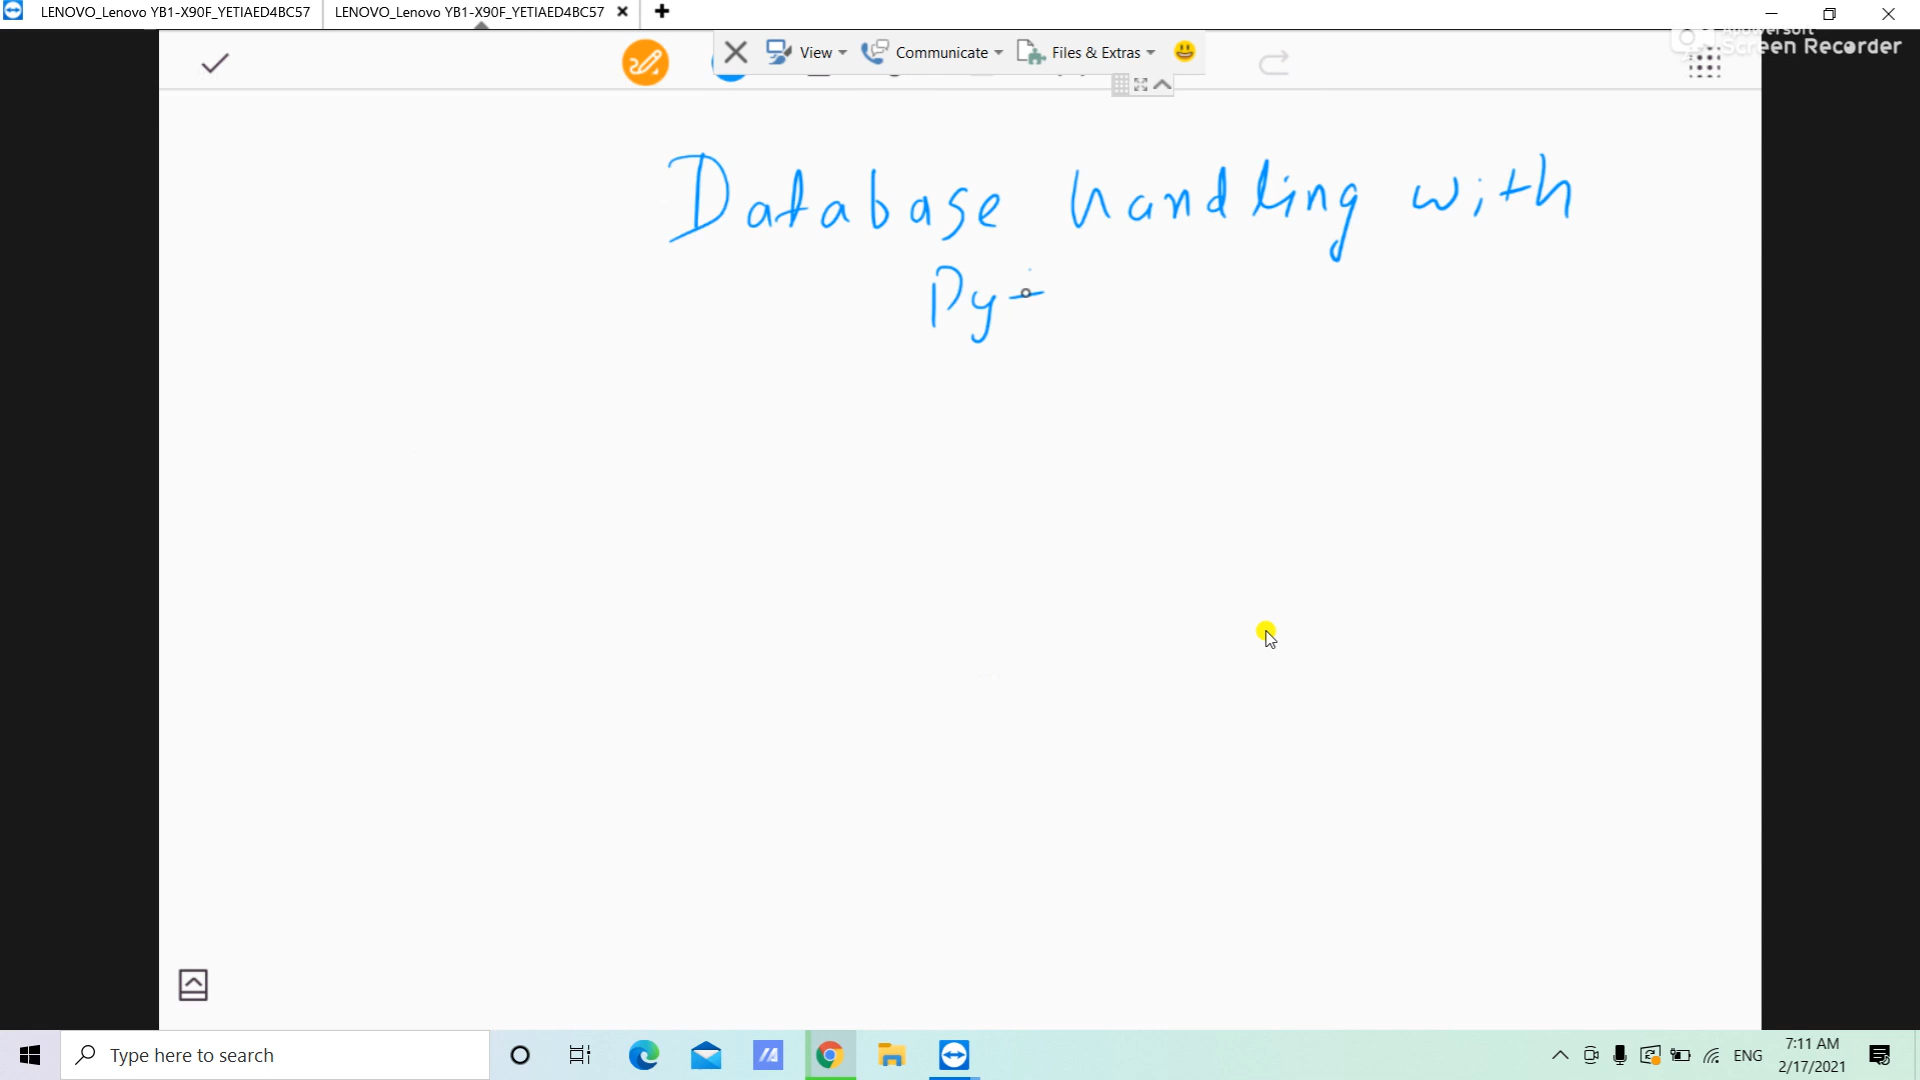 LENOVO_Lenovo YB1-X90F_YETIAED4BC57 LENOVO_Lenovo YB1-X90F_YETIAED4BC57
View Communicate Files & Extras
Screen Recorder
Database handling with
Py
Type here to search
ENG
7:11 AM
2/17/2021